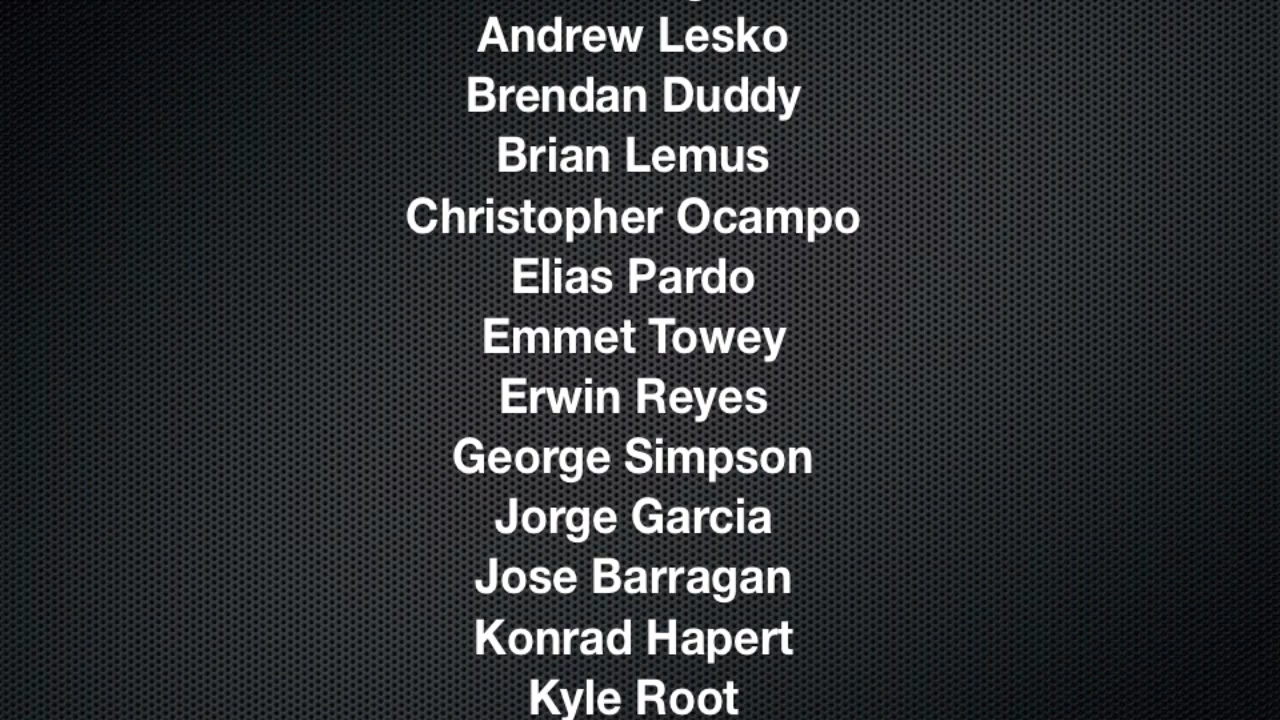 Andrew Lesko
Brendan Duddy
Brian Lemus
Christopher Ocampo
Elias Pardo
Emmet Towey
Erwin Reyes
George Simpson
Jorge Garcia
Jose Barragan
Konrad Hapert
Kyle Root